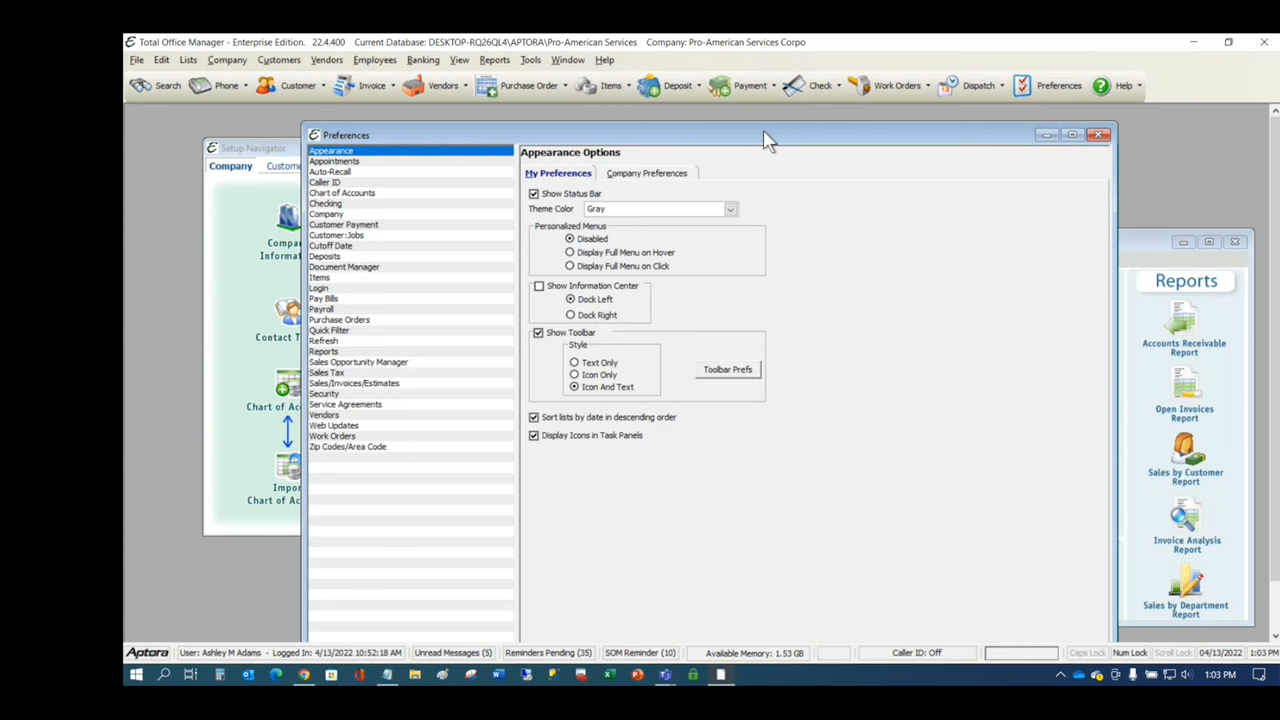 Total Office Manager - Enterprise Edition. 22.4.400 Current Database: DESKTOP-RQ26QL4\APTORA\Pro-American Services Company: Pro-American Services Corpo
File Edit Lists Company Customers Vendors Employees Banking View Reports Tools Window Help
Search Phone Customer Invoice Vendors Purchase Order Items Deposit Payment Check Work Orders Dispatch Preferences Help
Setup Navigator
Company Custome
Compan
Informat
Contact T
Chart of Acc
Impor
Chart of Acc
Preferences
Appearance
Appointments
Auto-Recall
Caller ID
Chart of Accounts
Checking
Company
Customer Payment
Customer:Jobs
Cutoff Date
Deposits
Document Manager
Items
Login
Pay Bills
Payroll
Purchase Orders
Quick Filter
Refresh
Reports
Sales Opportunity Manager
Sales Tax
Sales/Invoices/Estimates
Security
Service Agreements
Vendors
Web Updates
Work Orders
Zip Codes/Area Code
Appearance Options
My Preferences Company Preferences
Show Status Bar
Theme Color Gray
Personalized Menus
Disabled
Display Full Menu on Hover
Display Full Menu on Click
Show Information Center
Dock Left
Dock Right
Show Toolbar
Style
Text Only
Icon Only
Icon And Text
Toolbar Prefs
Sort lists by date in descending order
Display Icons in Task Panels
Reports
Accounts Receivable
Report
Open Invoices
Report
Sales by Customer
Report
Invoice Analysis
Report
Sales by Department
Report
Aptora User: Ashley M Adams - Logged In: 4/13/2022 10:52:18 AM Unread Messages (5) Reminders Pending (35) SOM Reminder (10) Available Memory: 1.53 GB Caller ID: Off Caps Lock Num Lock Scroll Lock 04/13/2022 1:03 PM
1:03 PM